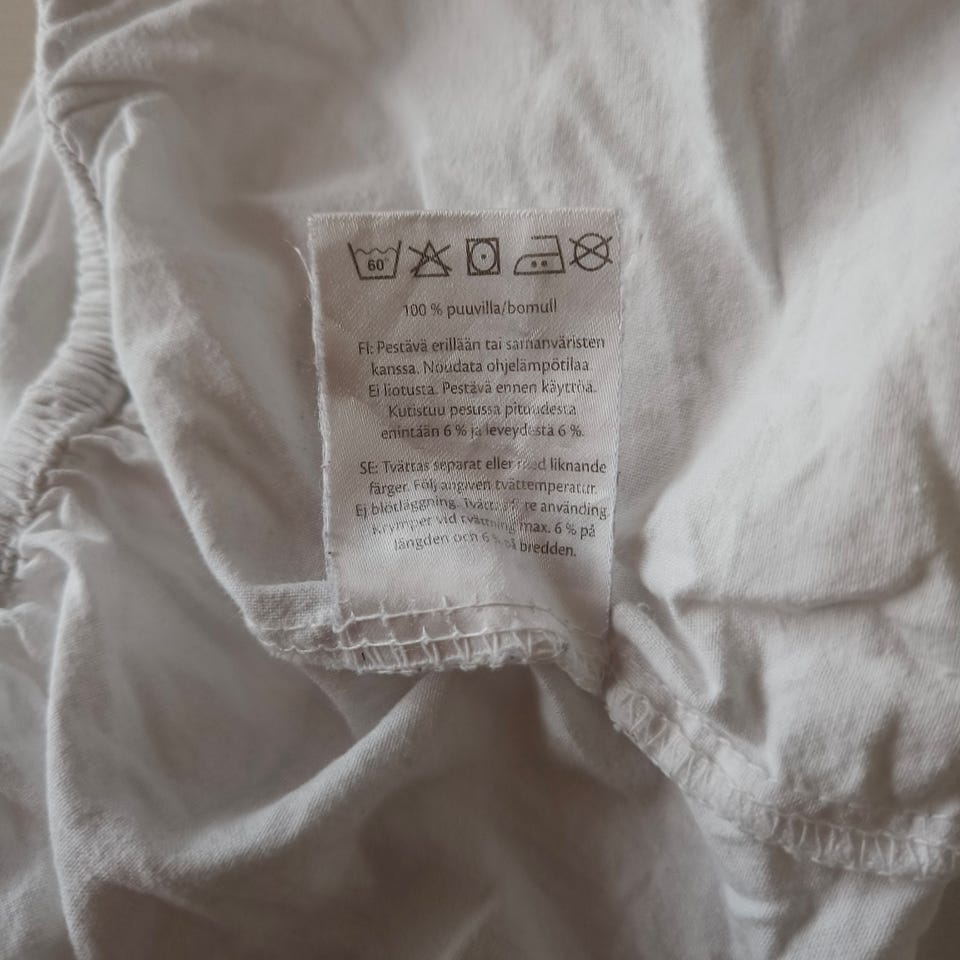 60°
100 % puuvilla/bomull
FI: Pestävä erillään tai samanväristen
kanssa. Noudata ohjelämpötilaa
Ei liotusta. Pestävä ennen käyttöä.
Kutistuu pesussa pituudesta
enintään 6 % ja leveydestä 6 %.
SE: Tvättas separat eller med liknande
färger. Följ angiven tvättemperatur.
Ej blötläggning. Tvättas före använding.
Krymper vid tvättning max. 6 % på
längden och 6 % på bredden.